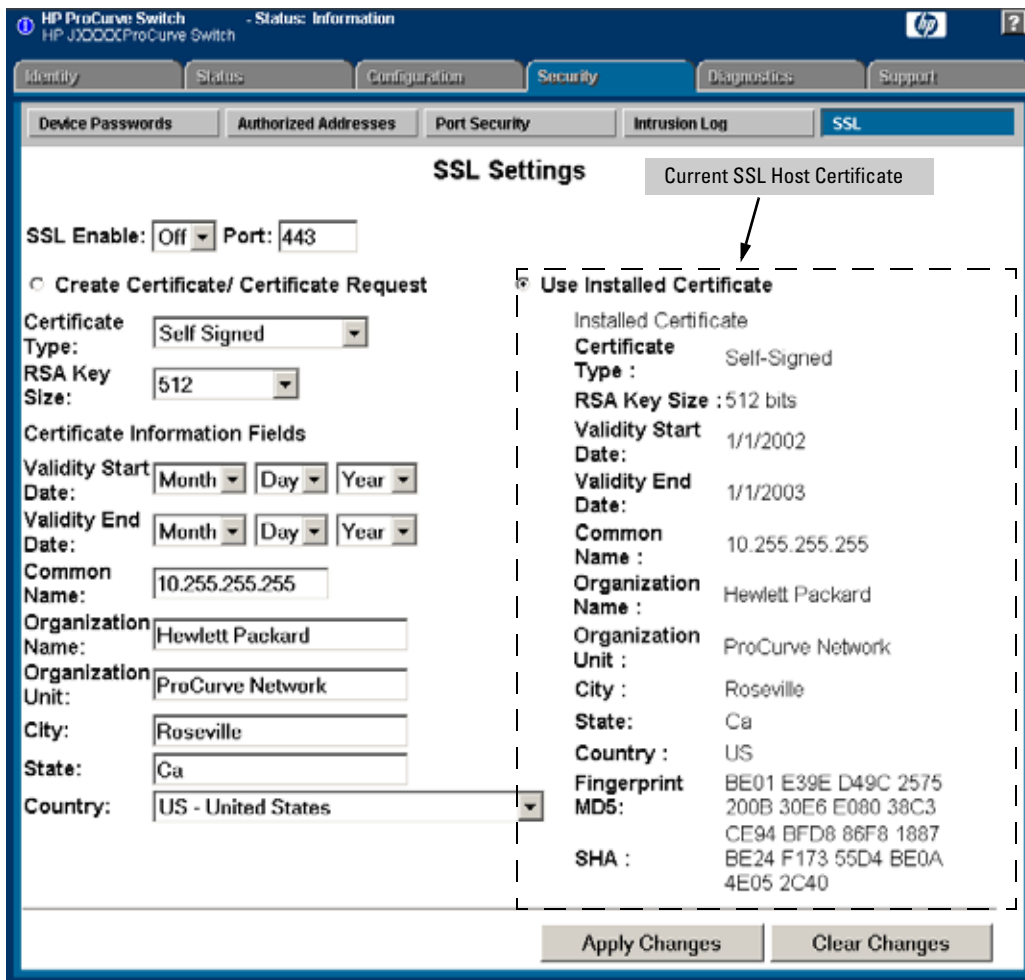 HP ProCurve Switch - Status: Information
HP JXXXXProCurve Switch
hp
?
Identity Status Configuration Security Diagnostics Support
Device Passwords Authorized Addresses Port Security Intrusion Log SSL
SSL Settings
Current SSL Host Certificate
SSL Enable: Off Port: 443
Create Certificate/ Certificate Request
Certificate
Type:
Self Signed
RSA Key
Size:
512
Certificate Information Fields
Validity Start
Date:
Month Day Year
Validity End
Date:
Month Day Year
Common
Name:
10.255.255.255
Organization
Name:
Hewlett Packard
Organization
Unit:
ProCurve Network
City:
Roseville
State:
Ca
Country:
US - United States
Use Installed Certificate
Installed Certificate
Certificate
Type :
Self-Signed
RSA Key Size : 512 bits
Validity Start
Date:
1/1/2002
Validity End
Date:
1/1/2003
Common
Name :
10.255.255.255
Organization
Name :
Hewlett Packard
Organization
Unit :
ProCurve Network
City :
Roseville
State:
Ca
Country :
US
Fingerprint
MD5:
BE01 E39E D49C 2575
200B 30E6 E080 38C3
CE94 BFD8 86F8 1887
SHA : BE24 F173 55D4 BE0A
4E05 2C40
Apply Changes Clear Changes